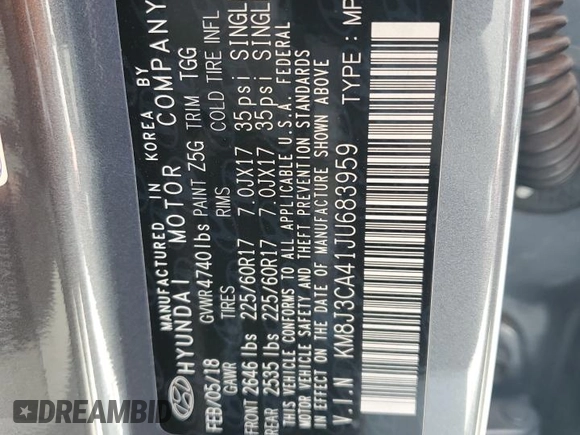 MANUFACTURED IN KOREA BY
HYUNDAI MOTOR COMPANY
FEB/05/18 GVWR 4740 lbs PAINT Z5G TRIM TGG
GAWR TIRES RIMS COLD TIRE INFL
FRONT 2646 lbs 225/60R17 7.0JX17 35psi SINGL
REAR 2535 lbs 225/60R17 7.0JX17 35psi SINGL
THIS VEHICLE CONFORMS TO ALL APPLICABLE U.S.A. FEDERAL
MOTOR VEHICLE SAFETY AND THEFT PREVENTION STANDARDS
IN EFFECT ON THE DATE OF MANUFACTURE SHOWN ABOVE
V.I.N KM8J3CA41JU683959 TYPE : MP
DREAMBID